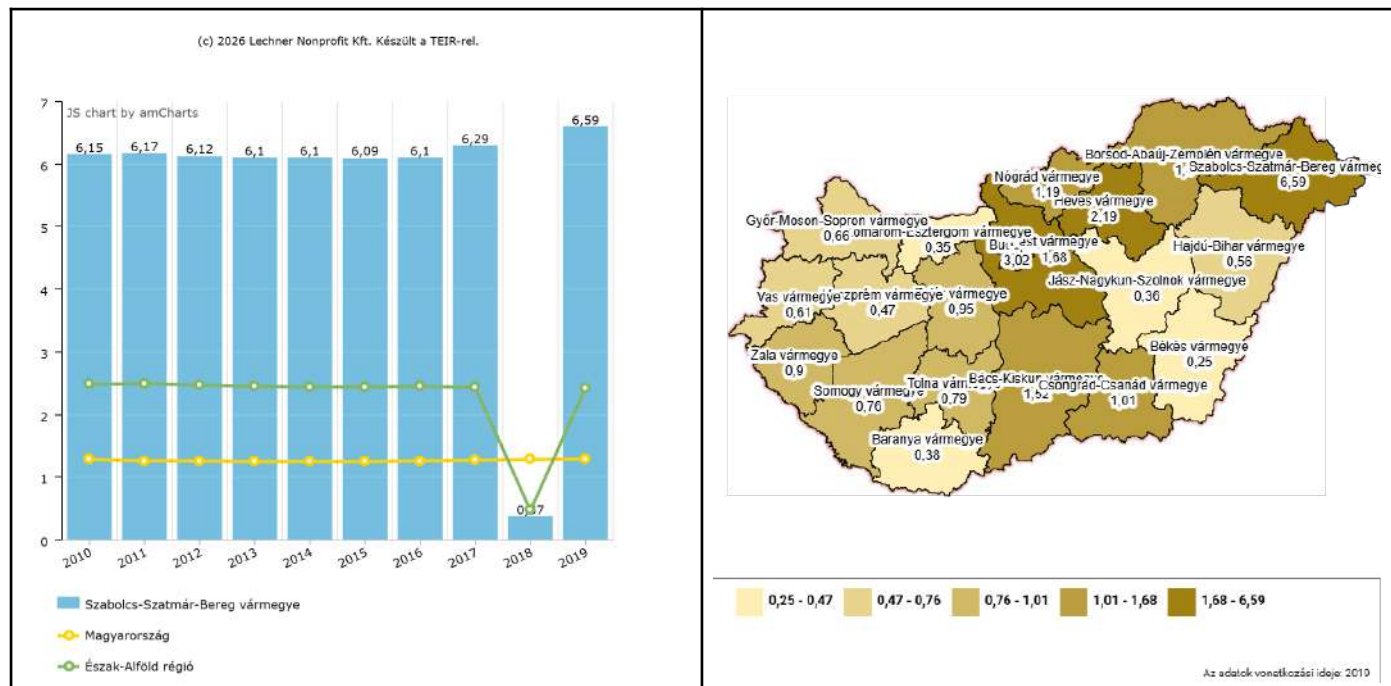 (c) 2026 Lechner Nonprofit Kft. Készült a TEIR-rel.
JS chart by amCharts
7
6
5
4
3
2
1
0
6,15
6,17
6,12
6,1
6,1
6,09
6,1
6,29
6,59
2010
2011
2012
2013
2014
2015
2016
2017
2018
2019
Szabolcs-Szatmár-Bereg vármegye
Magyarország
Észak-Alföld régió
Borsod-Abaúj-Zemplén vármegye
Szabolcs-Szatmár-Bereg vármeg
6,59
Nógrád vármegye
1,19
Heves vármegye
2,19
Győr-Moson-Sopron vármegye
0,66
omárom-Esztergom vármegye
0,35
vármegye
3,02
1,68
Hajdú-Bihar vármegye
0,56
Jász-Nagykun-Szolnok vármegye
0,36
Vas vármegye
0,61
vármegye
0,47
vármegye
0,95
Békés vármegye
0,25
Zala vármegye
0,9
Somogy vármegye
0,76
Tolna
0,79
Bács-Kiskun
1,52
Csongrád-Csanád vármegye
1,01
Baranya vármegye
0,38
0,25 - 0,47
0,47 - 0,76
0,76 - 1,01
1,01 - 1,68
1,68 - 6,59
Az adatok vonatkozási ideje: 2019